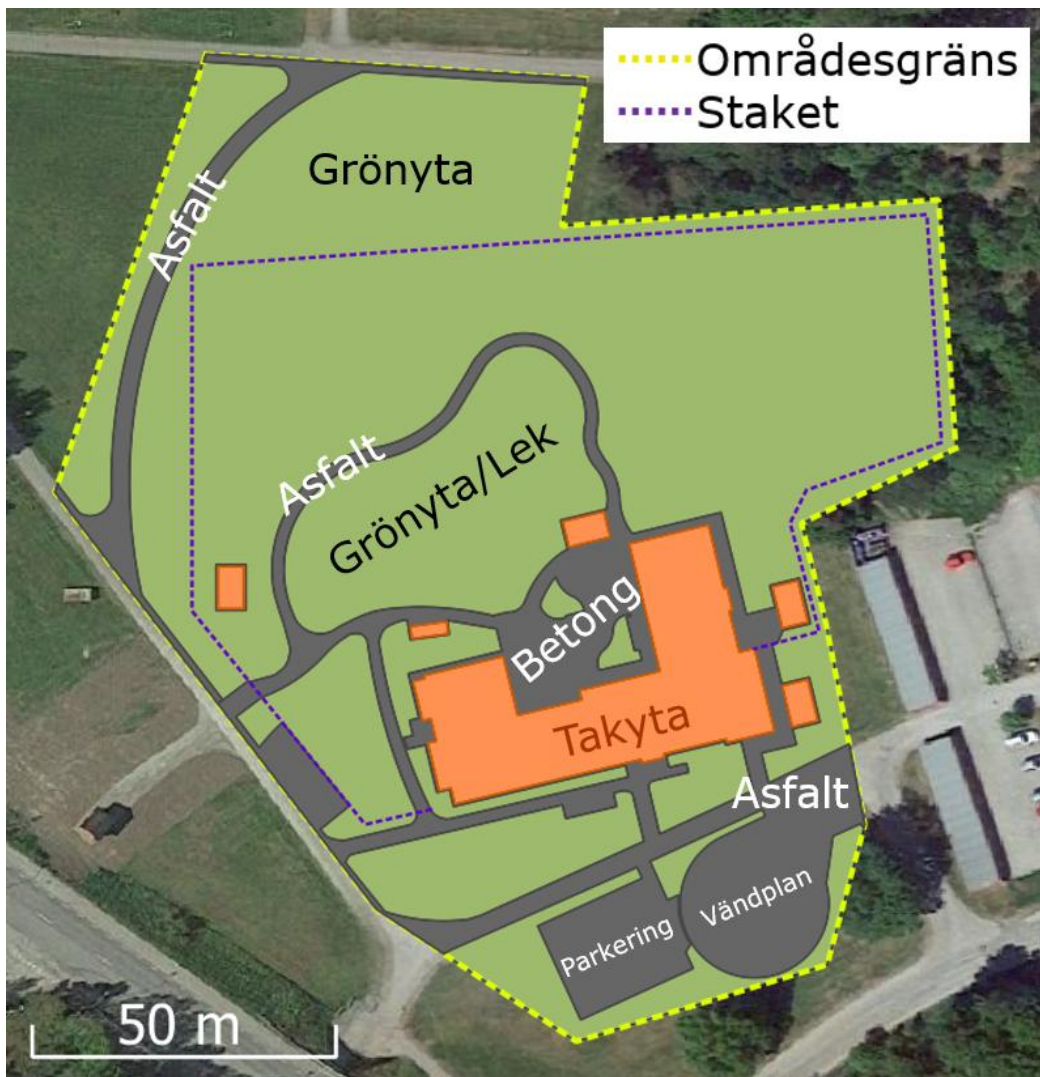 Områdesgräns
Staket
Grönyta
Asfalt
Asfalt
Grönyta/Lek
Betong
Takyta
Asfalt
Parkering
Vändplan
50 m